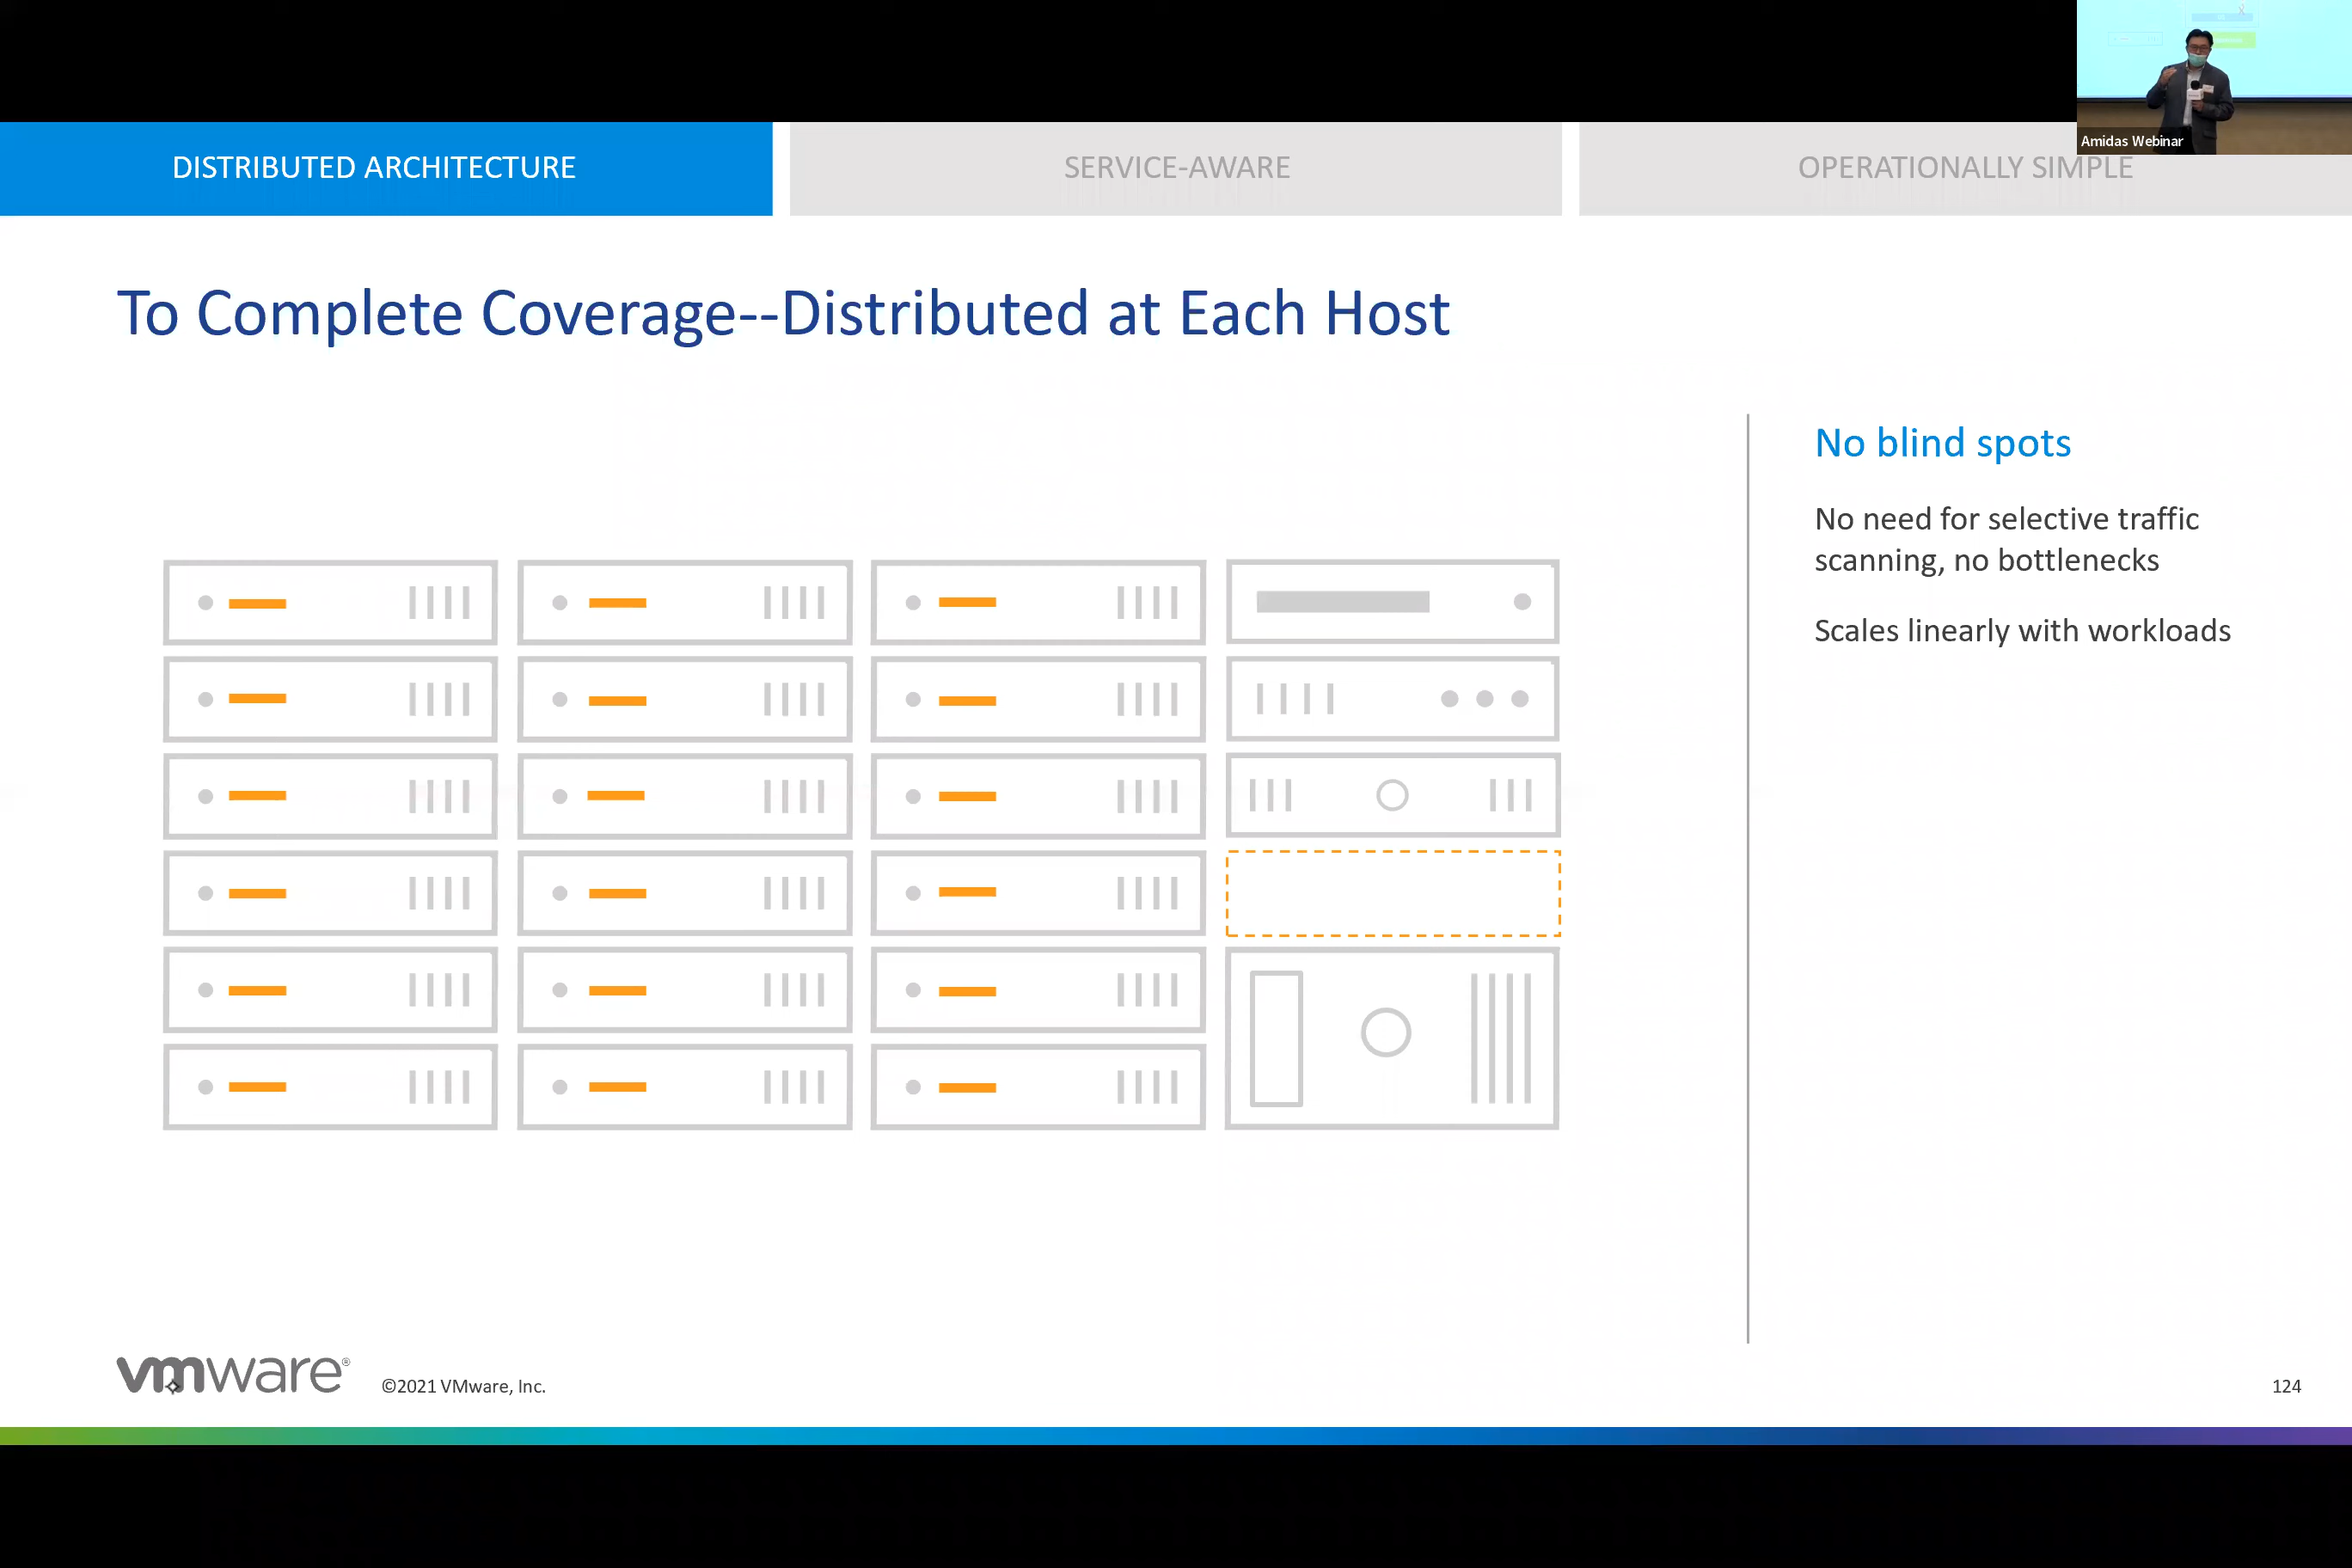 Amidas Webinar
DISTRIBUTED ARCHITECTURE
SERVICE-AWARE
OPERATIONALLY SIMPLE
To Complete Coverage--Distributed at Each Host
No blind spots
No need for selective traffic
scanning, no bottlenecks
Scales linearly with workloads
vmware®
©2021 VMware, Inc.
124